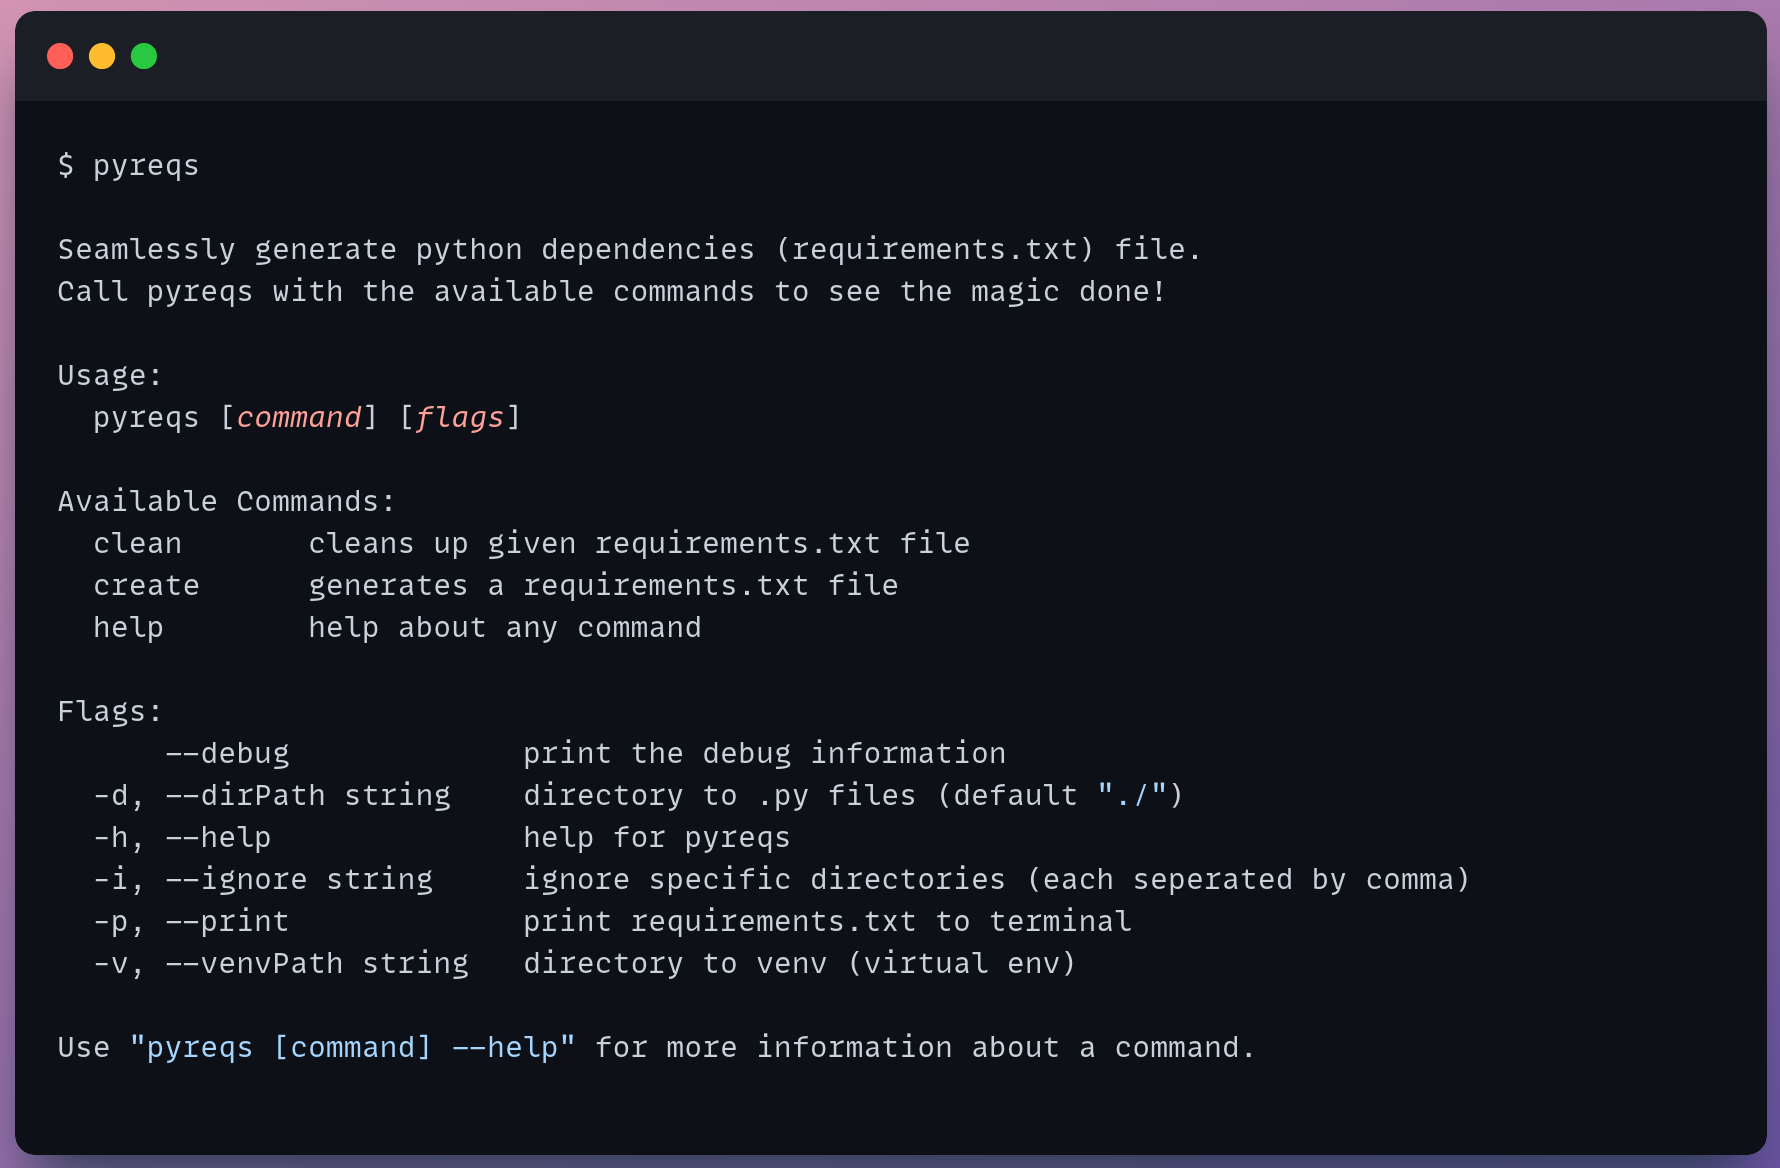 $ pyreqs
Seamlessly generate python dependencies (requirements.txt) file.
Call pyreqs with the available commands to see the magic done!
Usage:
  pyreqs [command] [flags]
Available Commands:
  clean       cleans up given requirements.txt file
  create      generates a requirements.txt file
  help        help about any command
Flags:
      --debug             print the debug information
  -d, --dirPath string    directory to .py files (default "./")
  -h, --help              help for pyreqs
  -i, --ignore string     ignore specific directories (each seperated by comma)
  -p, --print             print requirements.txt to terminal
  -v, --venvPath string   directory to venv (virtual env)
Use "pyreqs [command] --help" for more information about a command.